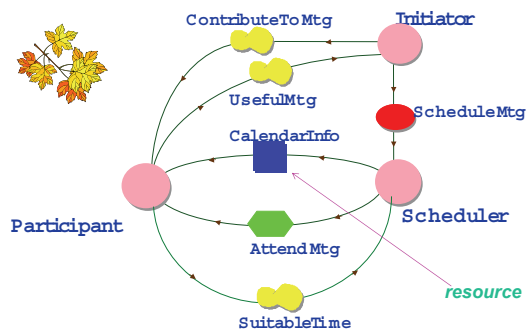 ContributeToMtg
Initiator
UsefulMtg
ScheduleMtg
CalendarInfo
Participant
Scheduler
AttendMtg
resource
SuitableTime